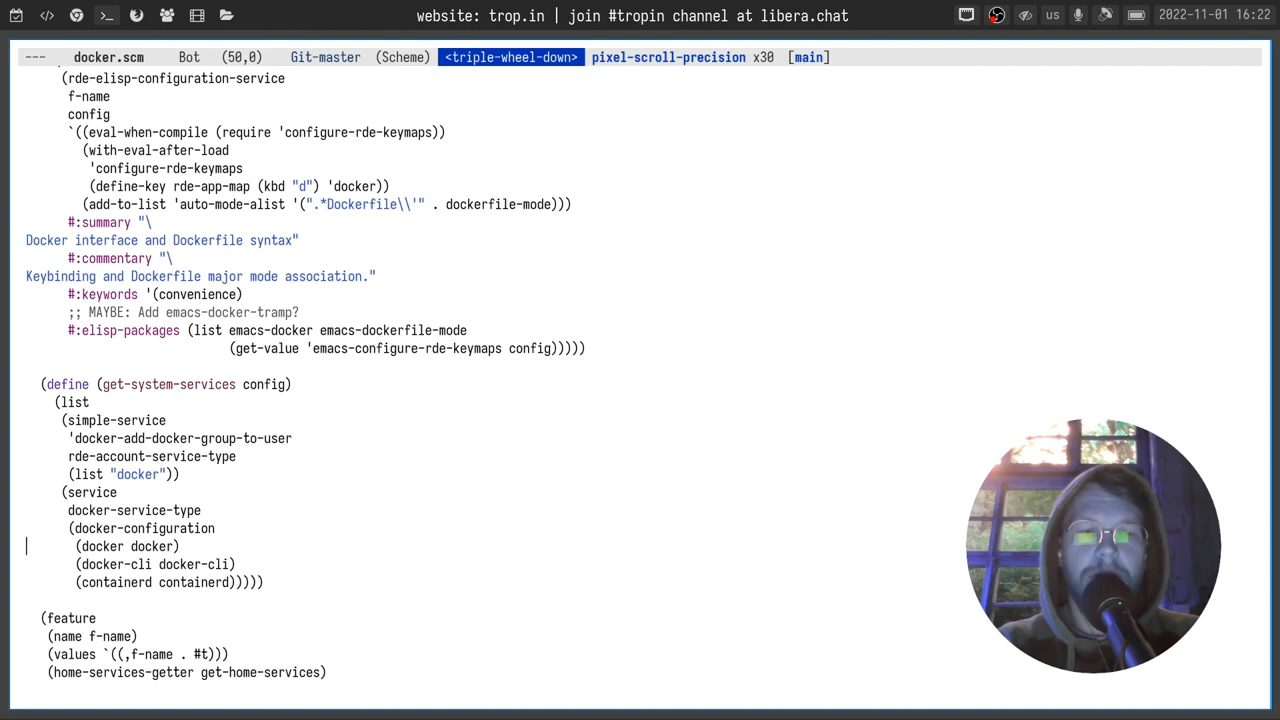 website: trop.in | join #tropin channel at libera.chat
us
2022-11-01 16:22
--- docker.scm Bot (50,0) Git-master (Scheme) <triple-wheel-down> pixel-scroll-precision x30 [main]
(rde-elisp-configuration-service
f-name
config
`((eval-when-compile (require 'configure-rde-keymaps))
(with-eval-after-load
'configure-rde-keymaps
(define-key rde-app-map (kbd "d") 'docker))
(add-to-list 'auto-mode-alist '(".*Dockerfile\\'" . dockerfile-mode)))
#:summary "\
Docker interface and Dockerfile syntax"
#:commentary "\
Keybinding and Dockerfile major mode association."
#:keywords '(convenience)
;; MAYBE: Add emacs-docker-tramp?
#:elisp-packages (list emacs-docker emacs-dockerfile-mode
(get-value 'emacs-configure-rde-keymaps config)))))
(define (get-system-services config)
(list
(simple-service
'docker-add-docker-group-to-user
rde-account-service-type
(list "docker"))
(service
docker-service-type
(docker-configuration
(docker docker)
(docker-cli docker-cli)
(containerd containerd)))))
(feature
(name f-name)
(values `((,f-name . #t)))
(home-services-getter get-home-services)